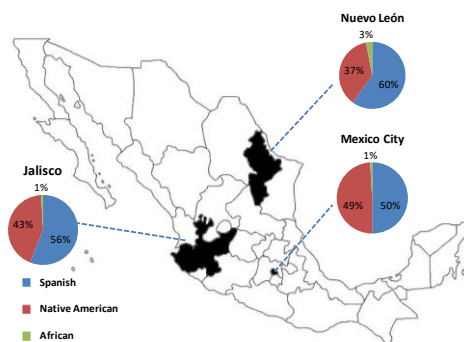 Nuevo León
3%
37%
60%
Mexico City
1%
49%
50%
Jalisco
1%
43%
56%
Spanish
Native American
African